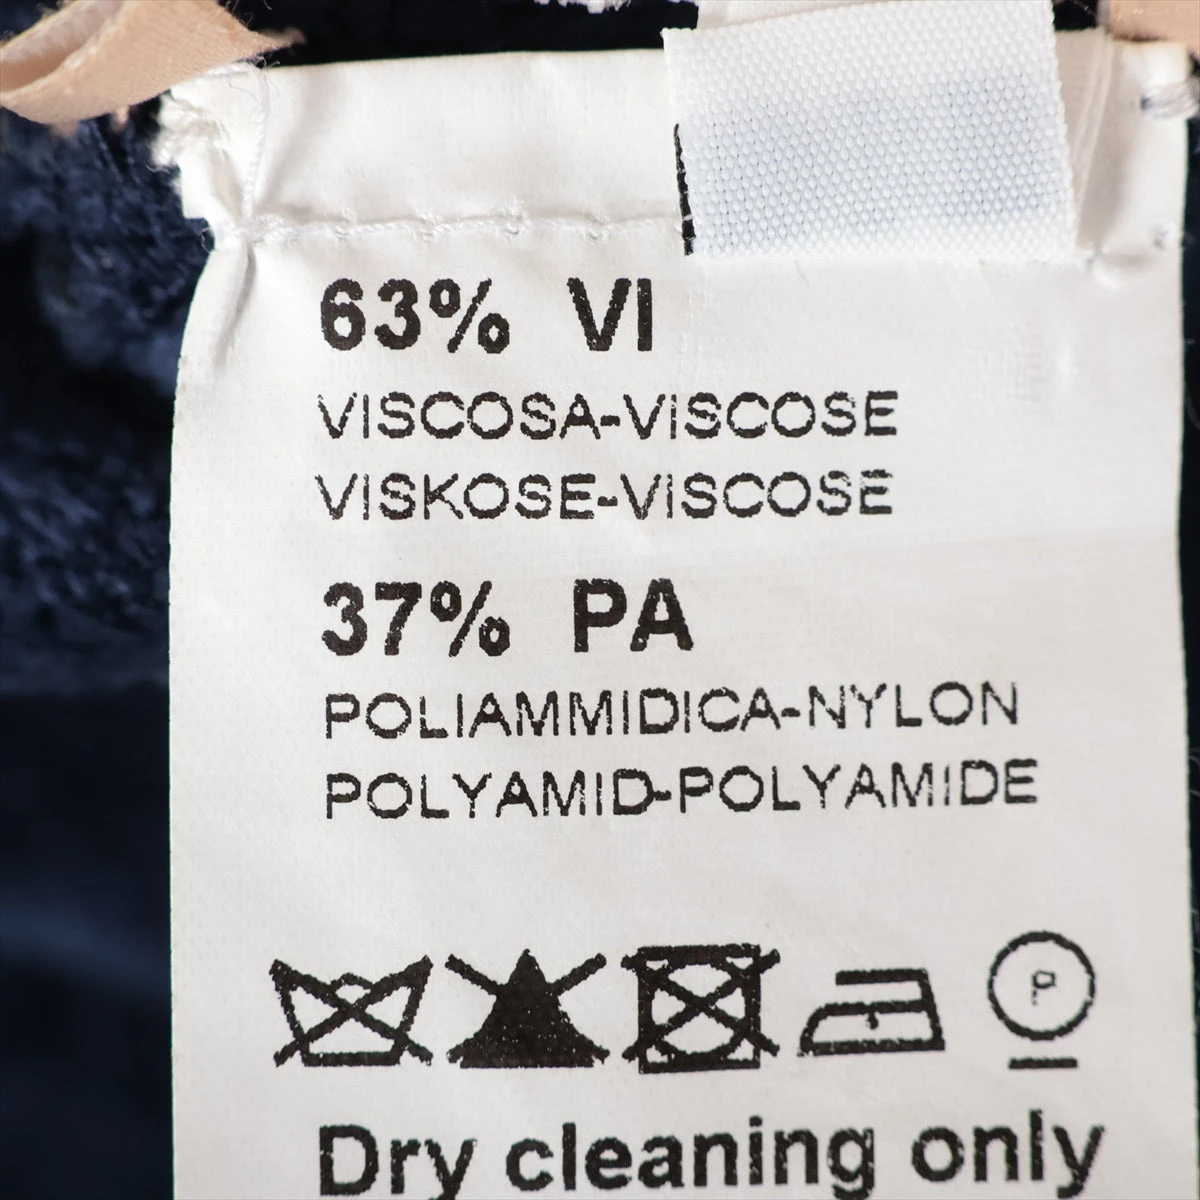 63% VI
VISCOSA-VISCOSE
VISKOSE-VISCOSE
37% PA
POLIAMMIDICA-NYLON
POLYAMID-POLYAMIDE
P
Dry cleaning only